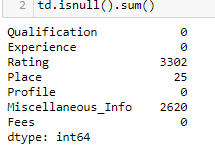 2 td.isnull().sum()
Qualification 0
Experience 0
Rating 3302
Place 25
Profile 0
Miscellaneous_Info 2620
Fees 0
dtype: int64